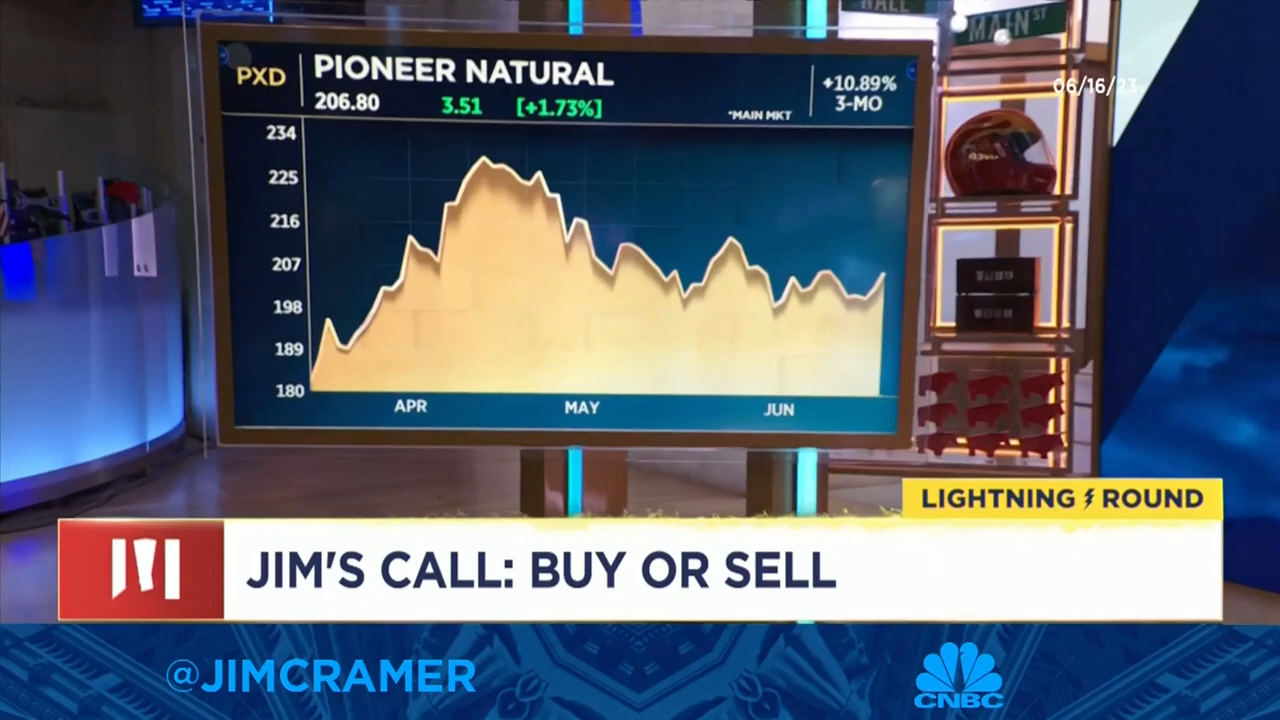 WALL
MAIN ST
PXD
PIONEER NATURAL
206.80 3.51 [+1.73%]
*MAIN MKT
+10.89%
3-MO
06/16/23
234
225
216
207
198
189
180
APR MAY JUN
LIGHTNING ROUND
JIM'S CALL: BUY OR SELL
@JIMCRAMER
CNBC